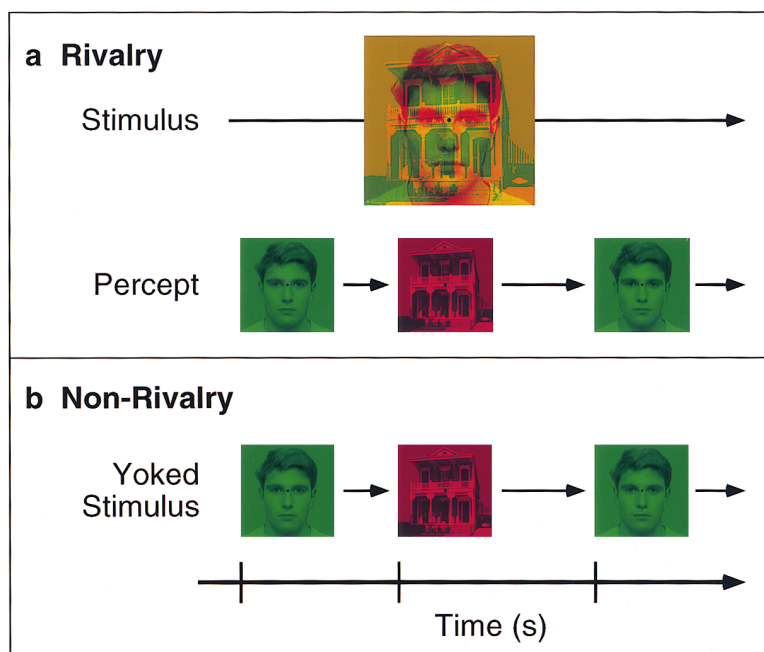 a Rivalry
Stimulus
Percept
b Non-Rivalry
Yoked
Stimulus
Time (s)